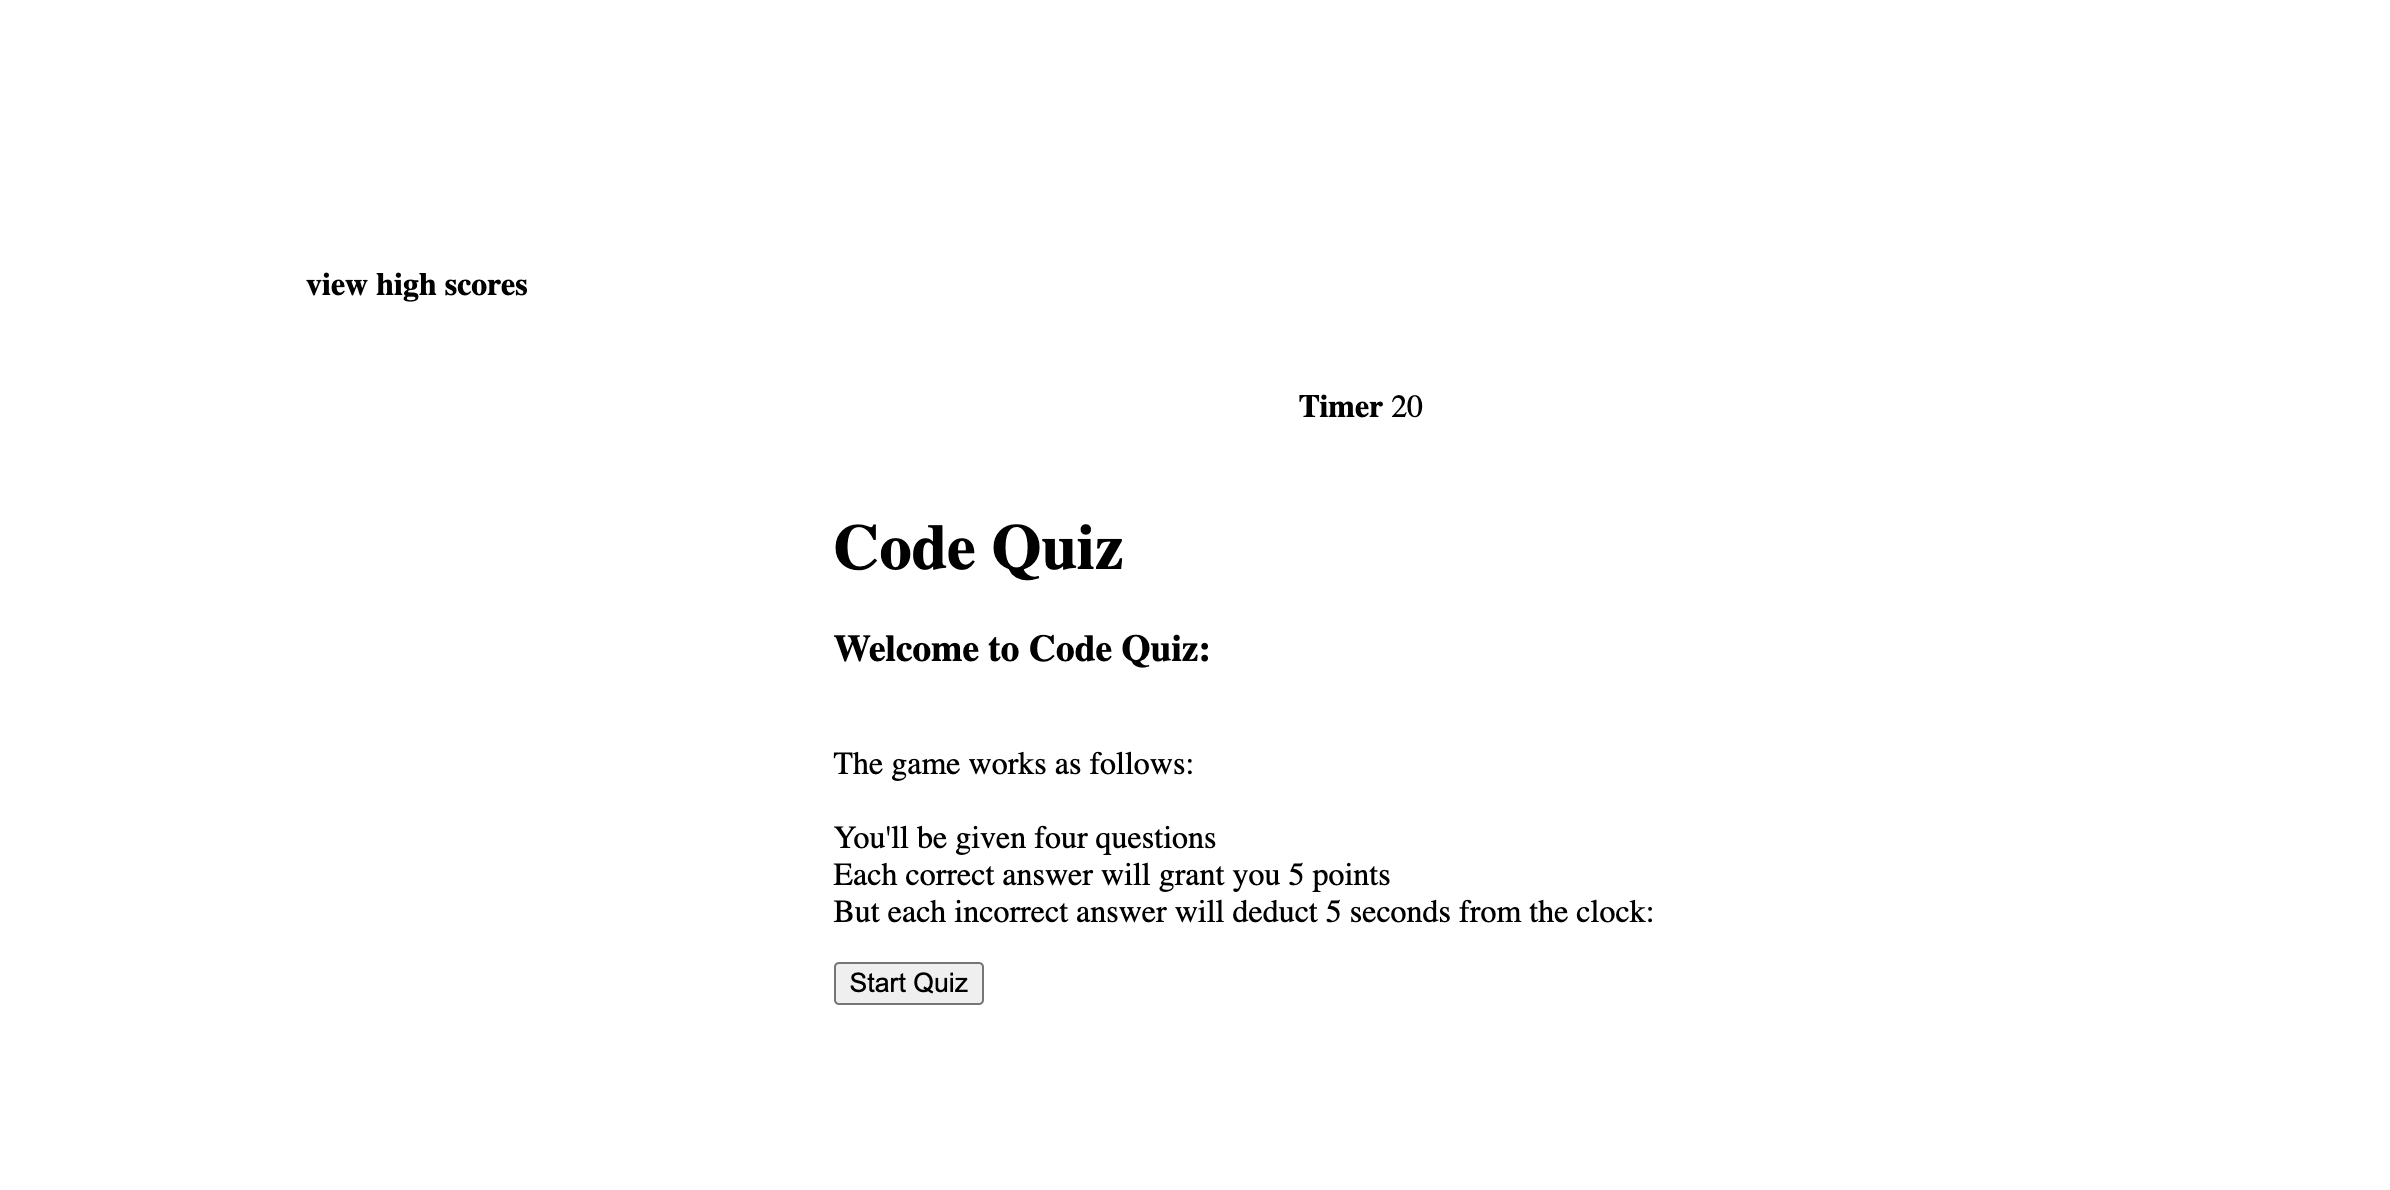 view high scores
Timer 20
Code Quiz
Welcome to Code Quiz:
The game works as follows:
You'll be given four questions
Each correct answer will grant you 5 points
But each incorrect answer will deduct 5 seconds from the clock:
Start Quiz